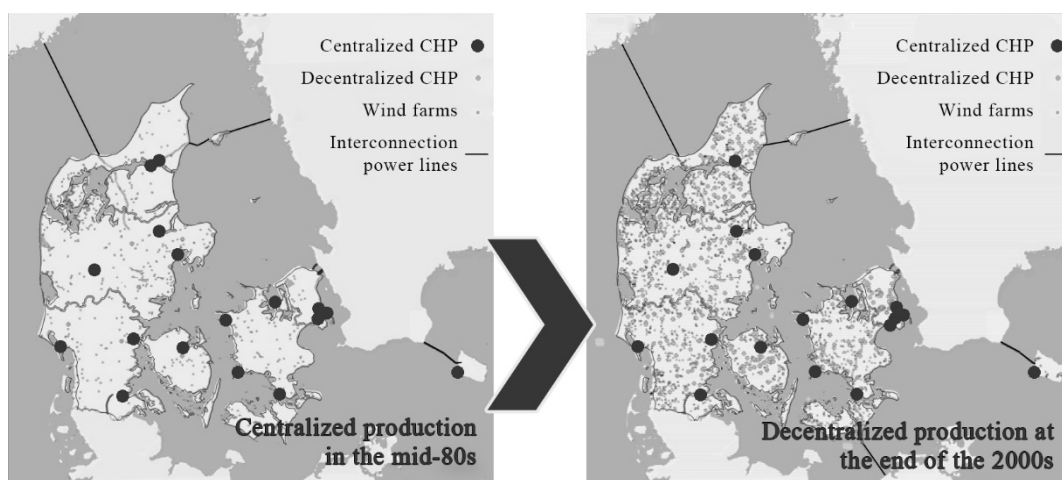 Centralized CHP
Decentralized CHP
Wind farms
Interconnection
power lines
Centralized production
in the mid-80s
Centralized CHP
Decentralized CHP
Wind farms
Interconnection
power lines
Decentralized production at
the end of the 2000s